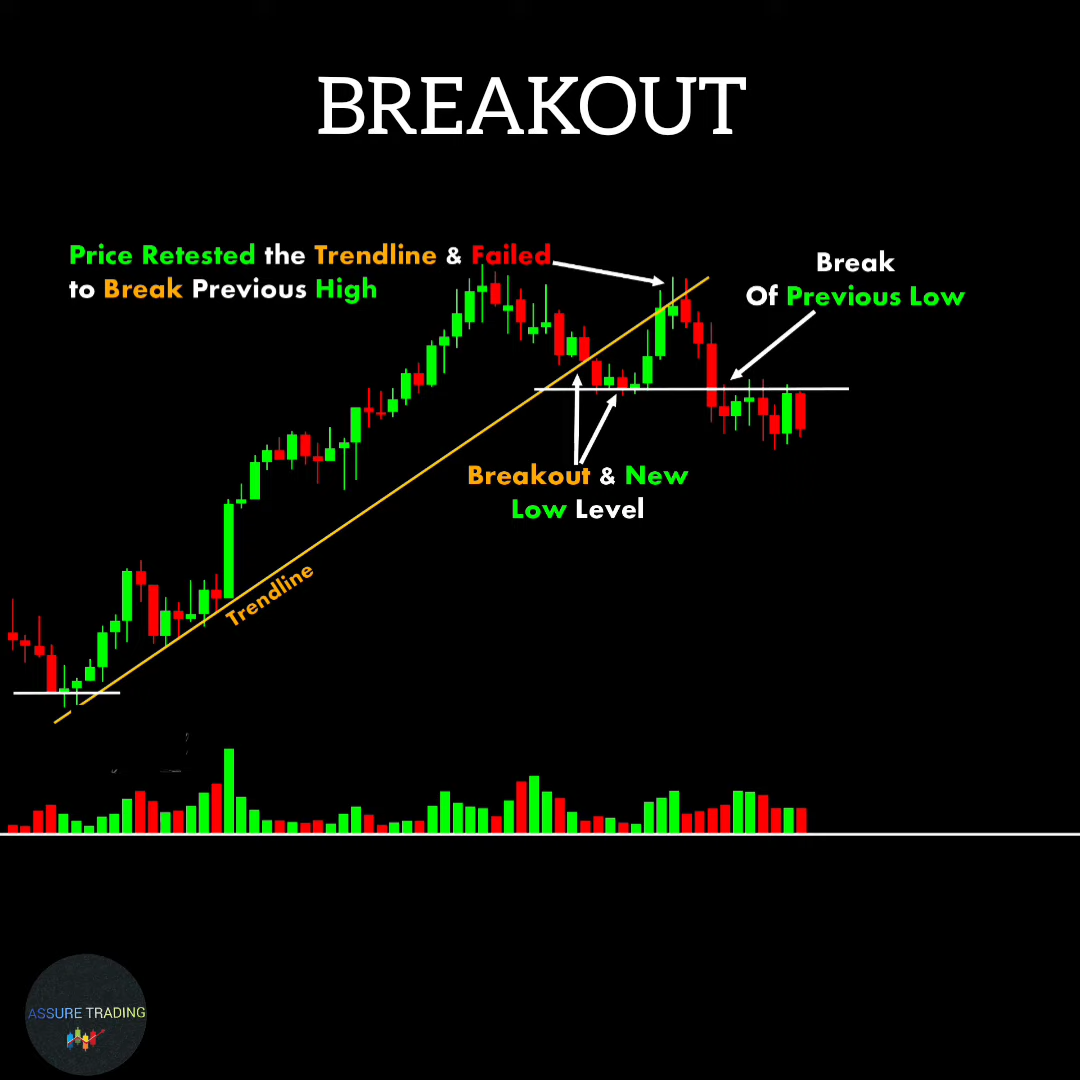 BREAKOUT
Price Retested the Trendline & Failed
to Break Previous High
Break
Of Previous Low
Breakout & New
Low Level
Trendline
ASSURE TRADING